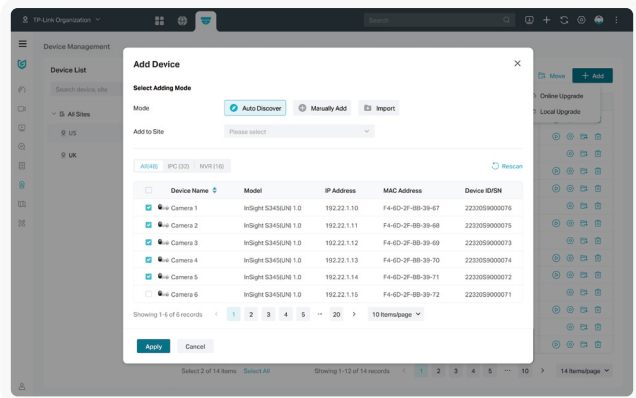 TP-Link Organization
Search
Device Management
Device List
Search device, site
All Sites
US
UK
Move
Add
Online Upgrade
Local Upgrade
Add Device
Select Adding Mode
Mode Auto Discover Manually Add Import
Add to Site Please select
All(48) IPC (32) NVR (16) Rescan
Device Name Model IP Address MAC Address Device ID/SN
Camera 1 InSight S345(UN) 1.0 192.22.1.10 F4-6D-2F-BB-39-67 22320S9000076
Camera 2 InSight S345(UN) 1.0 192.22.1.11 F4-6D-2F-BB-39-68 22320S9000075
Camera 3 InSight S345(UN) 1.0 192.22.1.12 F4-6D-2F-BB-39-69 22320S9000073
Camera 4 InSight S345(UN) 1.0 192.22.1.13 F4-6D-2F-BB-39-70 22320S9000074
Camera 5 InSight S345(UN) 1.0 192.22.1.14 F4-6D-2F-BB-39-71 22320S9000072
Camera 6 InSight S345(UN) 1.0 192.22.1.15 F4-6D-2F-BB-39-72 22320S9000071
Showing 1-6 of 6 records 1 2 3 4 5 ··· 20 10 Items/page
Apply Cancel
Select 2 of 14 items Select All Showing 1-12 of 14 records 1 2 3 4 5 ··· 10 14 Items/page